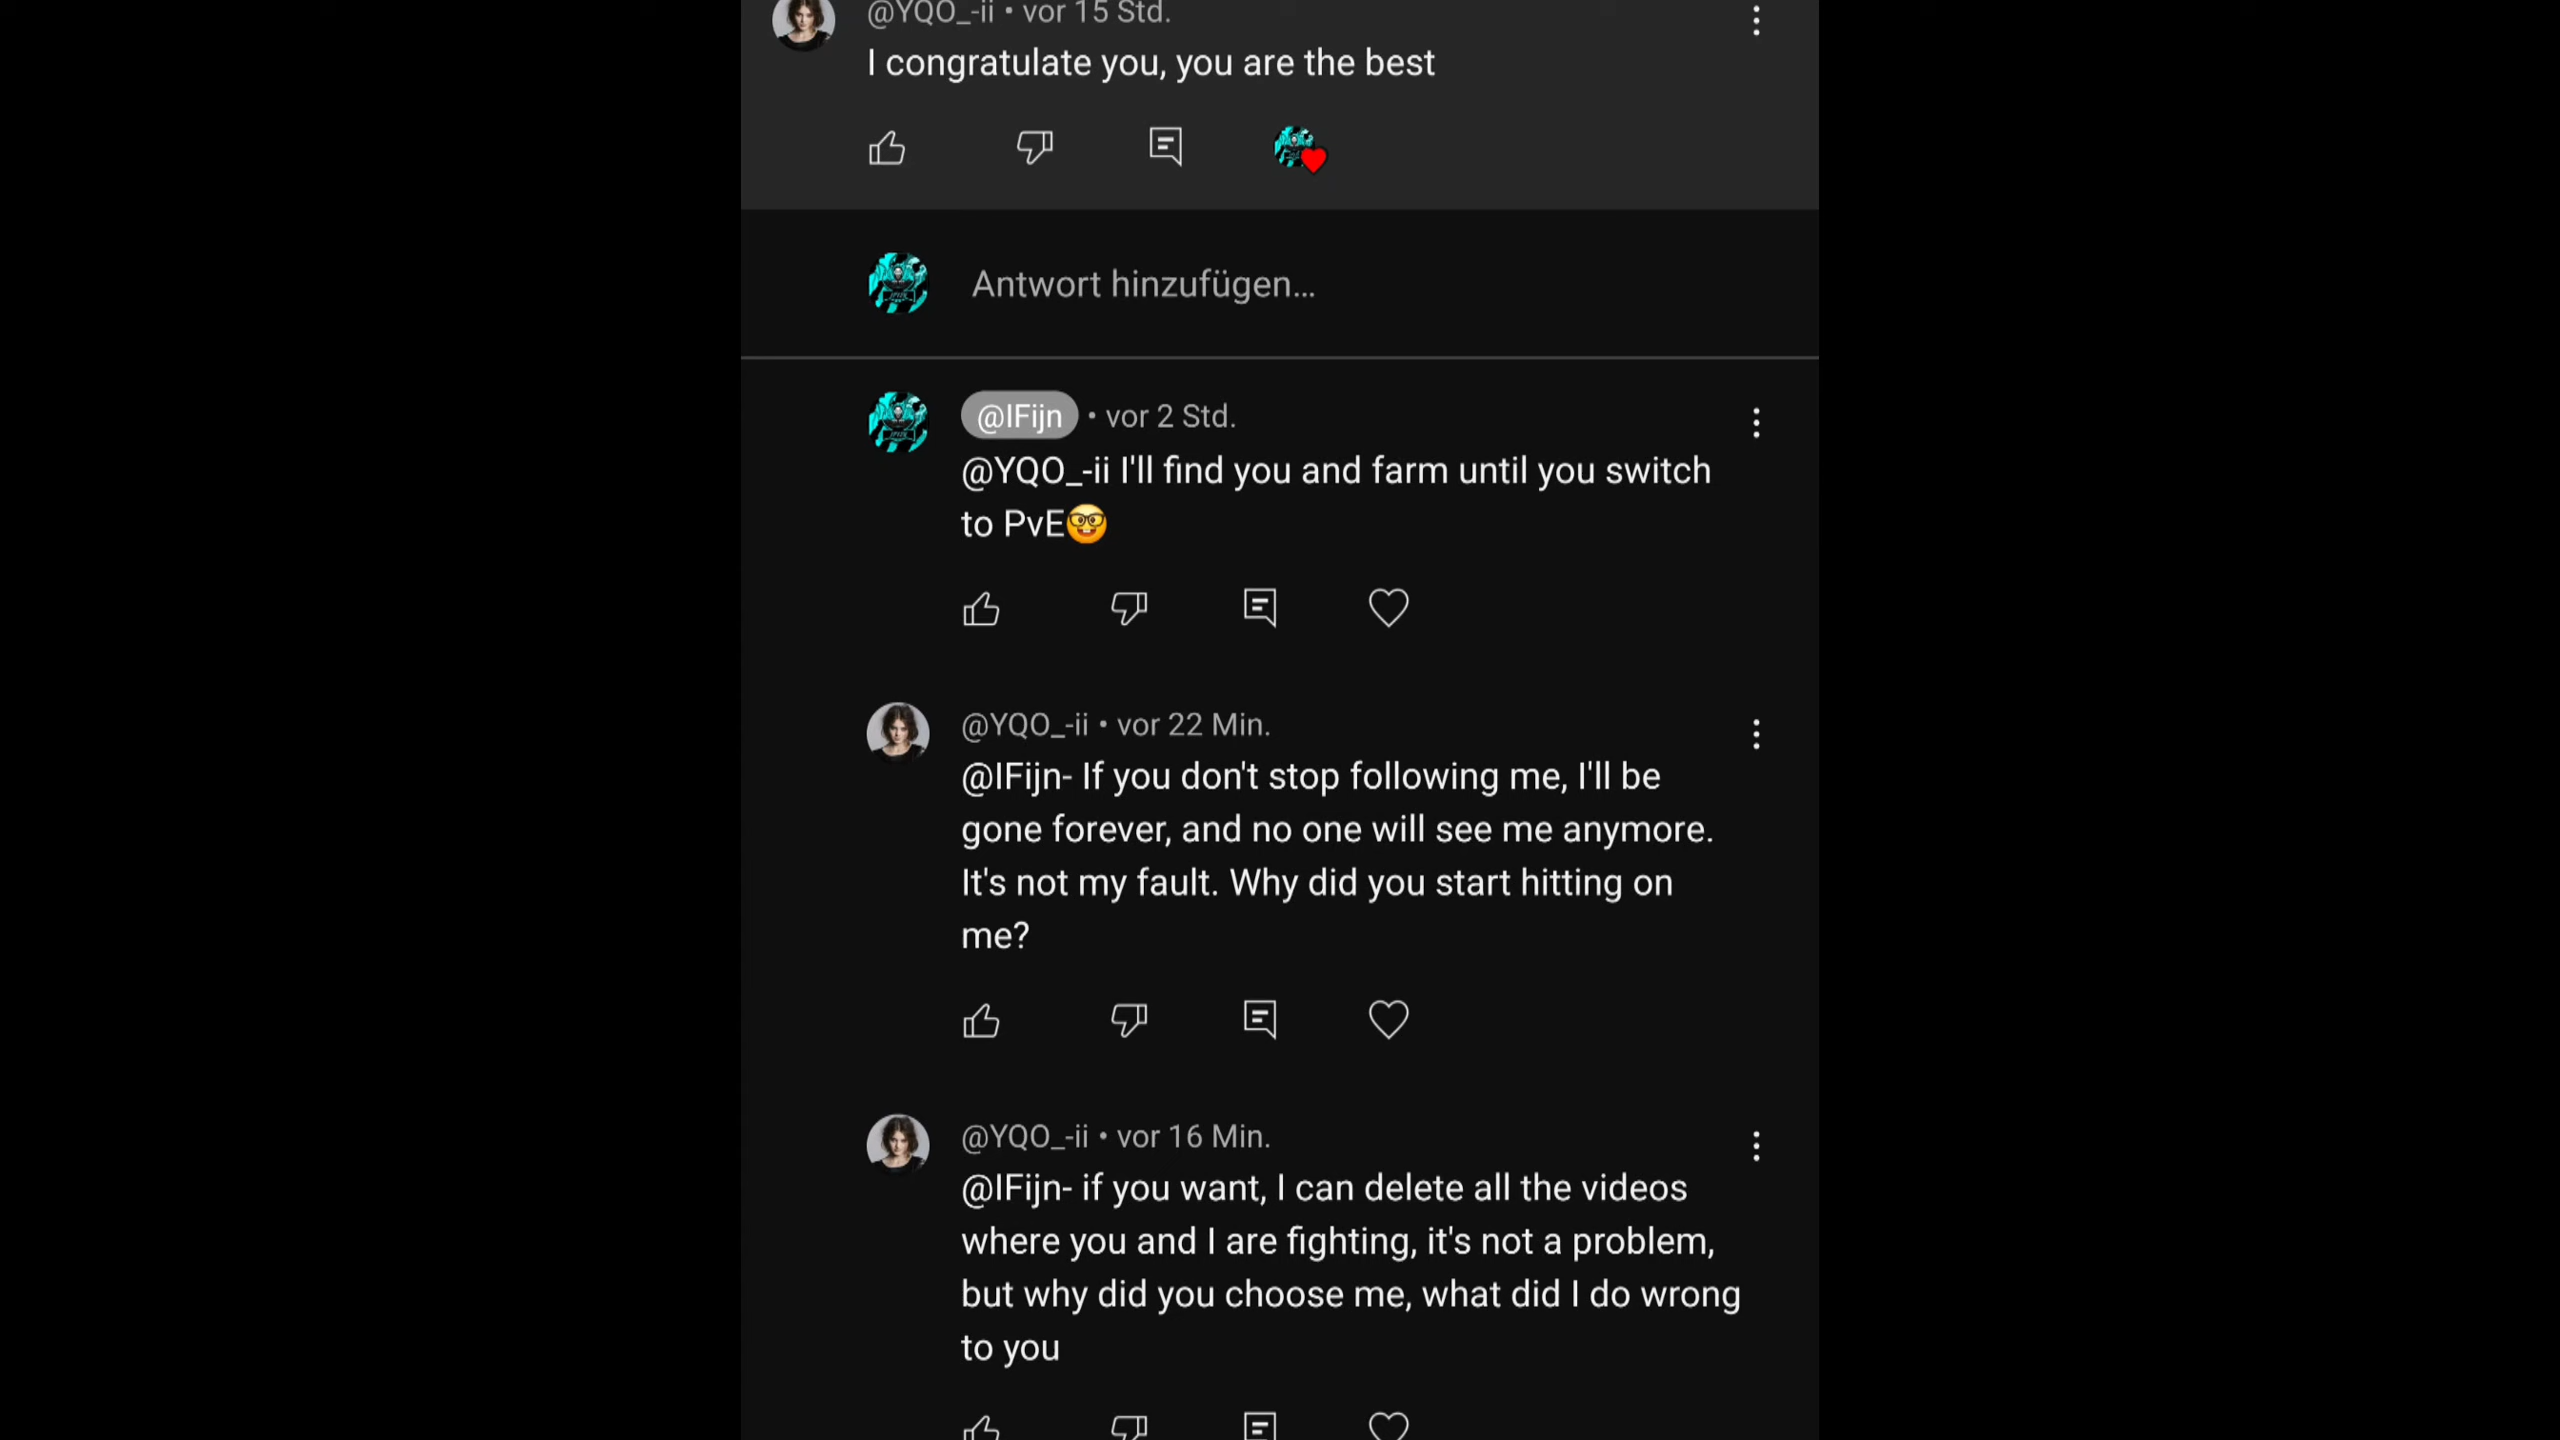 @YQO_-ii • vor 15 Std.
I congratulate you, you are the best
Antwort hinzufügen...
@IFijn • vor 2 Std.
@YQO_-ii I'll find you and farm until you switch
to PvE🤓
@YQO_-ii • vor 22 Min.
@IFijn- If you don't stop following me, I'll be
gone forever, and no one will see me anymore.
It's not my fault. Why did you start hitting on
me?
@YQO_-ii • vor 16 Min.
@IFijn- if you want, I can delete all the videos
where you and I are fighting, it's not a problem,
but why did you choose me, what did I do wrong
to you